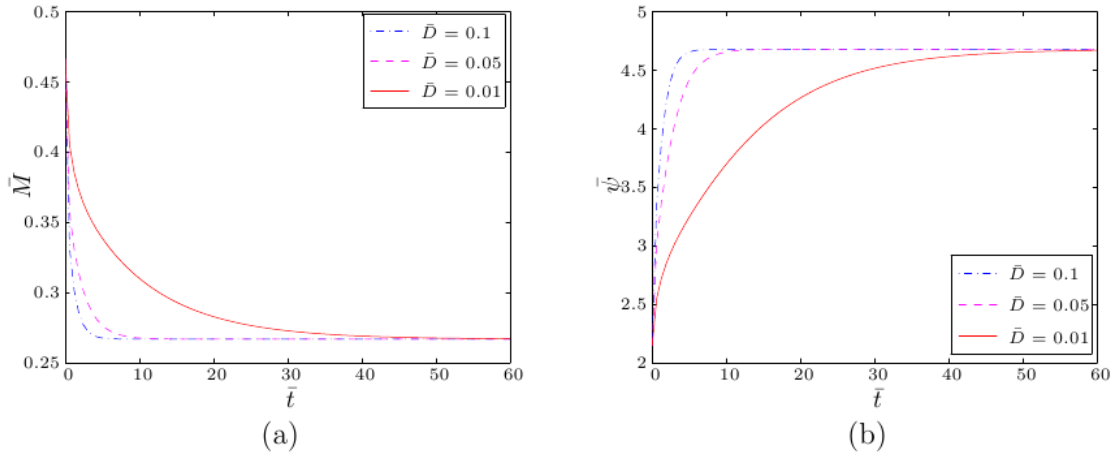 0.5
0.45
0.4
0.35
0.3
0.25
M̄
0 10 20 30 40 50 60
t̄
D̄ = 0.1
D̄ = 0.05
D̄ = 0.01
(a)
5
4.5
4
3.5
3
2.5
2
ψ̄
0 10 20 30 40 50 60
t̄
D̄ = 0.1
D̄ = 0.05
D̄ = 0.01
(b)